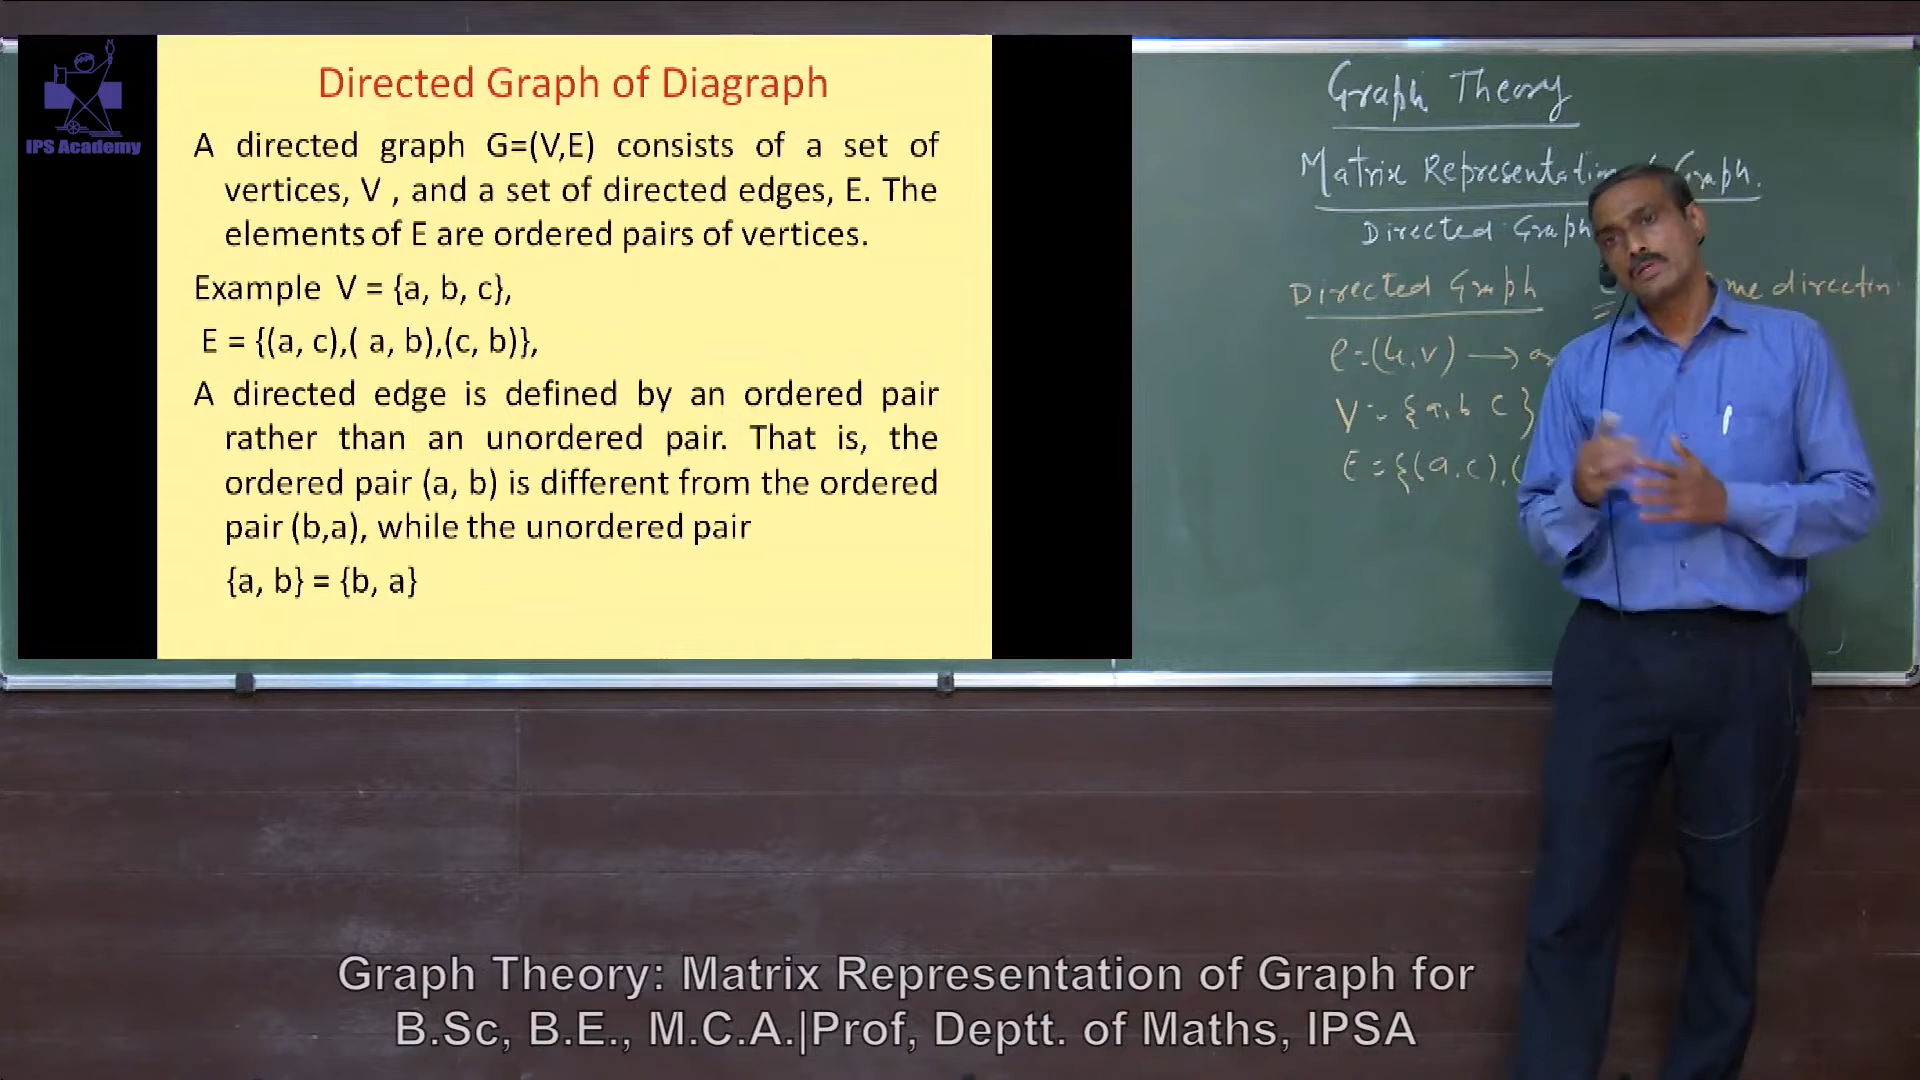 IPS Academy
Directed Graph of Diagraph
A directed graph G=(V,E) consists of a set of
vertices, V , and a set of directed edges, E. The
elements of E are ordered pairs of vertices.
Example V = {a, b, c},
E = {(a, c),( a, b),(c, b)},
A directed edge is defined by an ordered pair
rather than an unordered pair. That is, the
ordered pair (a, b) is different from the ordered
pair (b,a), while the unordered pair
{a, b} = {b, a}
Graph Theory
Matrix Representation Graph.
Directed Graph
Directed Graph direction
e=(u,v) →
V = {a, b c}
E = {(a.c),(
Graph Theory: Matrix Representation of Graph for
B.Sc, B.E., M.C.A.|Prof, Deptt. of Maths, IPSA